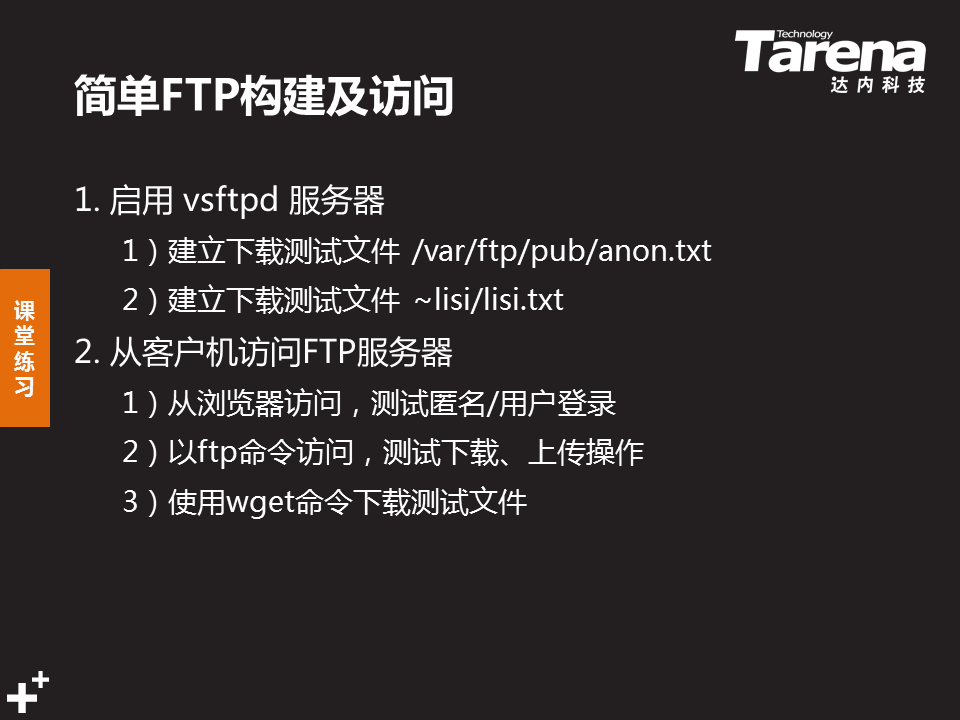 Technology
Tarena
达内科技
简单FTP构建及访问
1. 启用 vsftpd 服务器
1）建立下载测试文件 /var/ftp/pub/anon.txt
2）建立下载测试文件 ~lisi/lisi.txt
2. 从客户机访问FTP服务器
1）从浏览器访问，测试匿名/用户登录
2）以ftp命令访问，测试下载、上传操作
3）使用wget命令下载测试文件
课堂练习